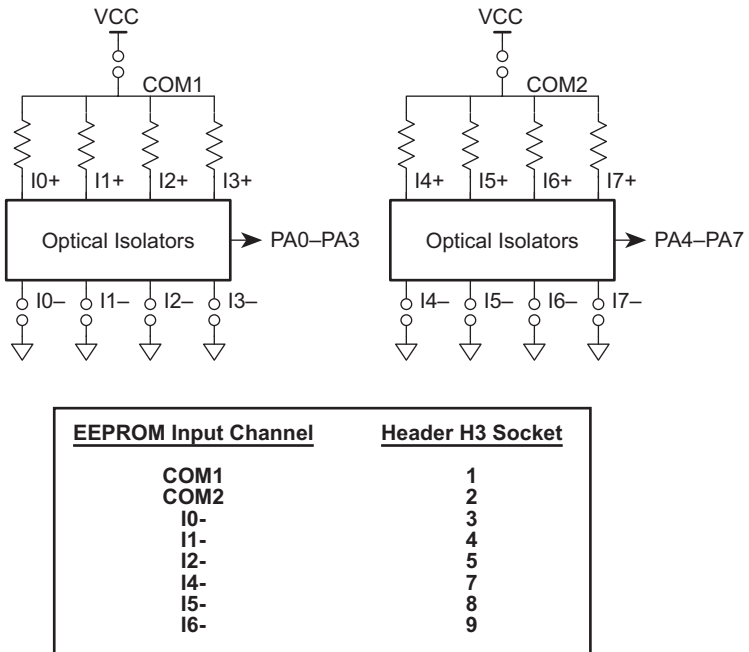 VCC VCC
COM1 COM2
I0+ I1+ I2+ I3+ I4+ I5+ I6+ I7+
Optical Isolators PA0–PA3 Optical Isolators PA4–PA7
I0– I1– I2– I3– I4– I5– I6– I7–
EEPROM Input Channel Header H3 Socket
COM1 1
COM2 2
I0- 3
I1- 4
I2- 5
I4- 7
I5- 8
I6- 9